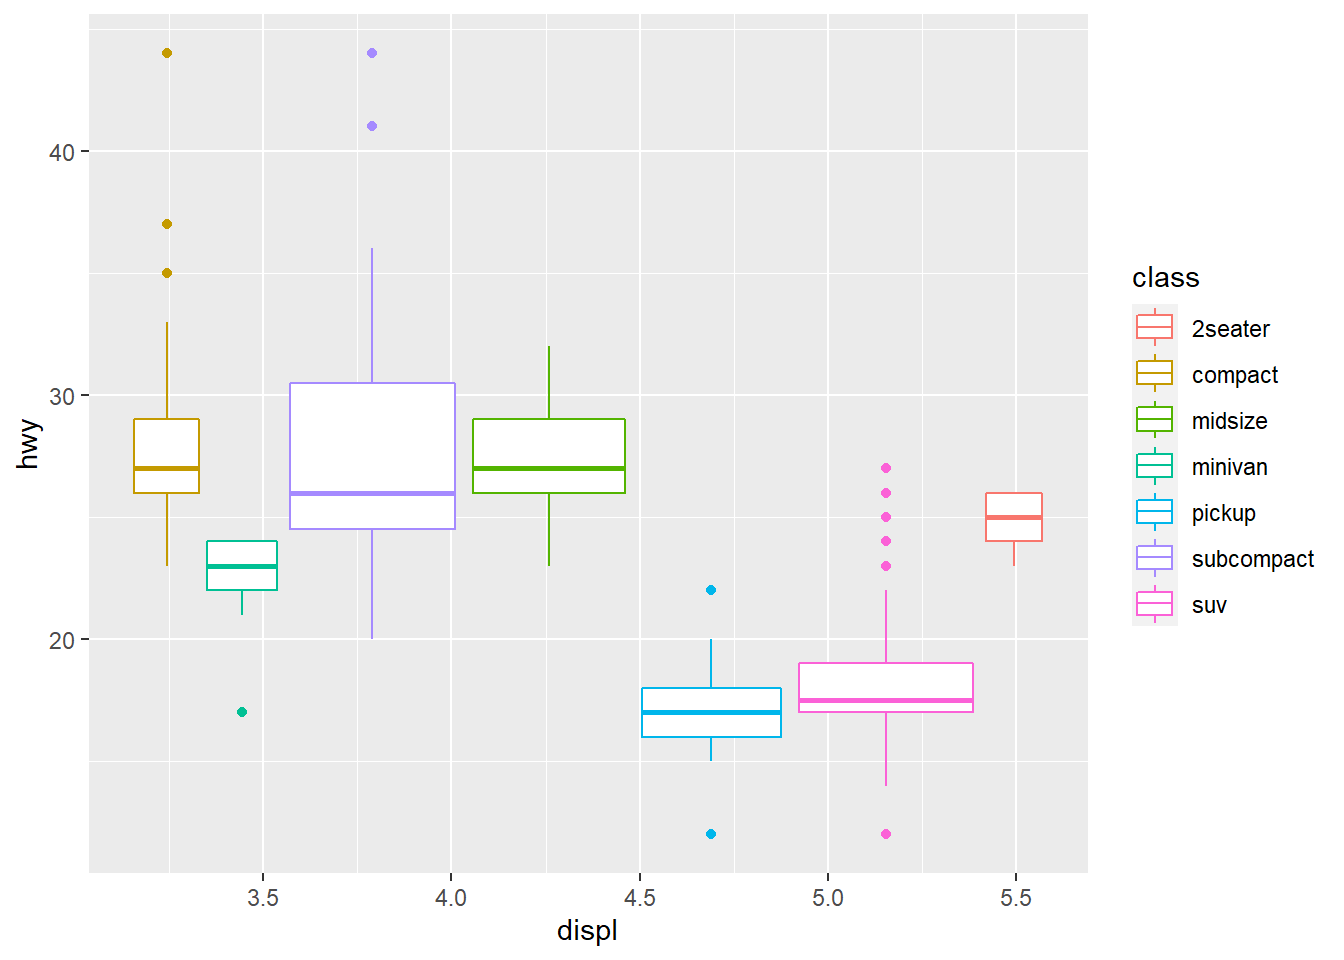 40
30
20
hwy
3.5 4.0 4.5 5.0 5.5
displ
class
2seater
compact
midsize
minivan
pickup
subcompact
suv